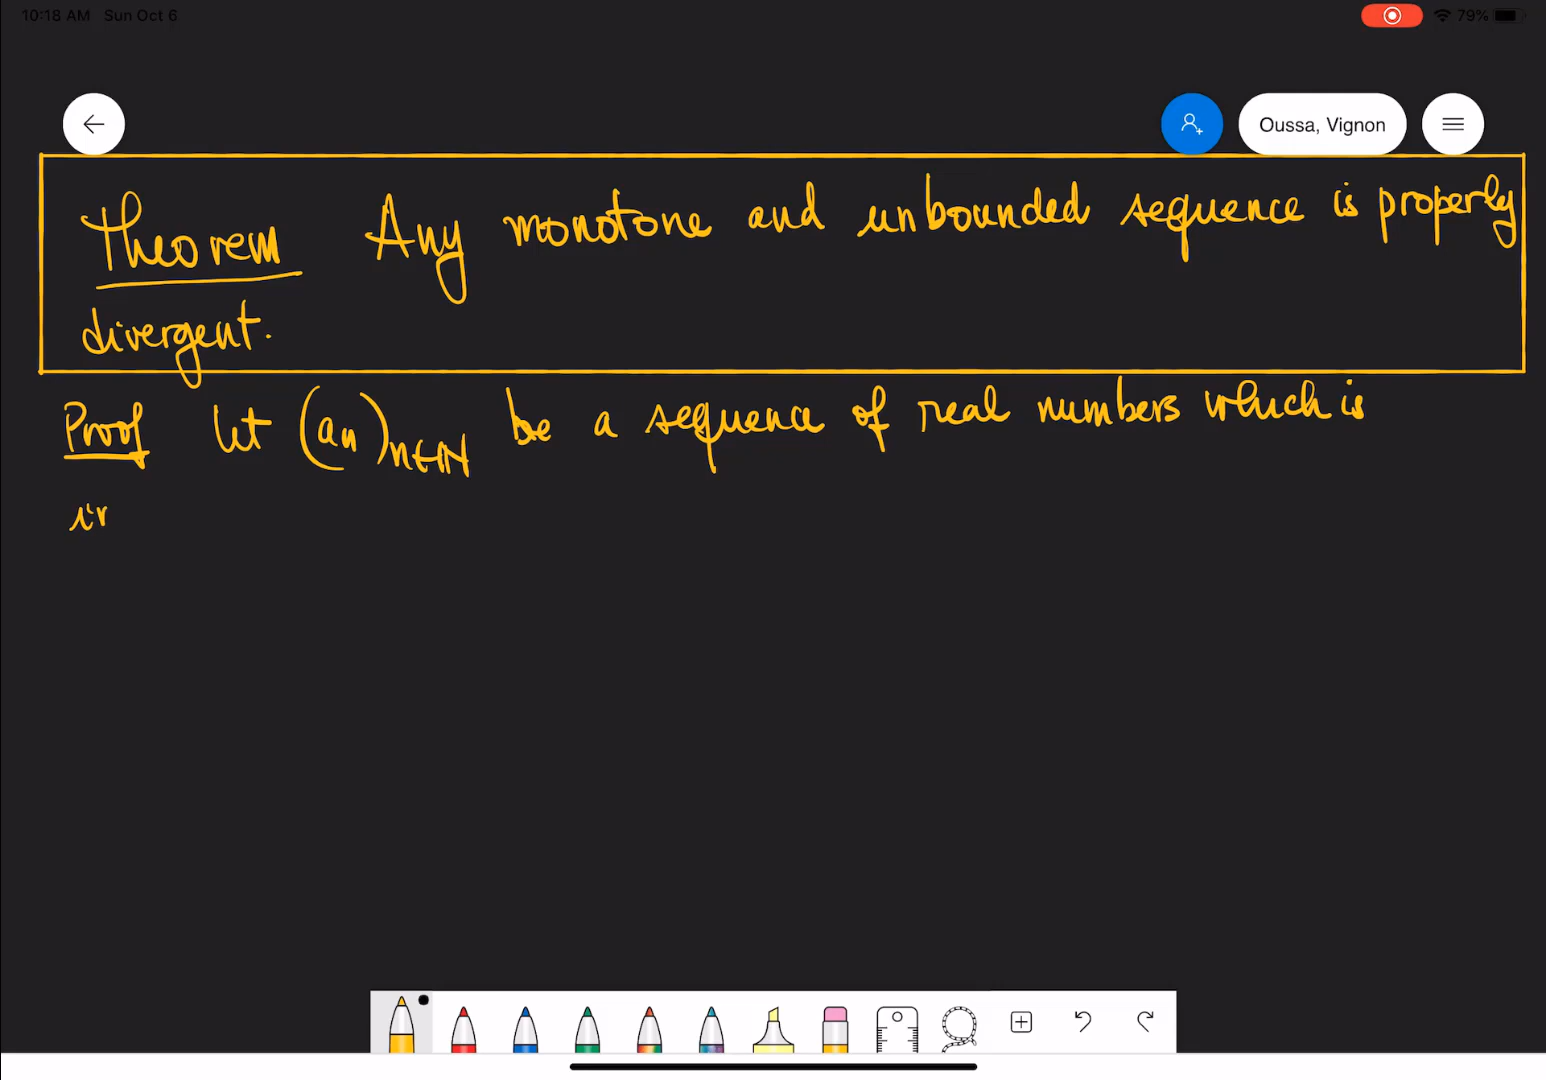 10:18 AM Sun Oct 6 79%
Oussa, Vignon
Theorem Any monotone and unbounded sequence is properly
divergent.
Proof let (an)n∈ℕ be a sequence of real numbers which is
in